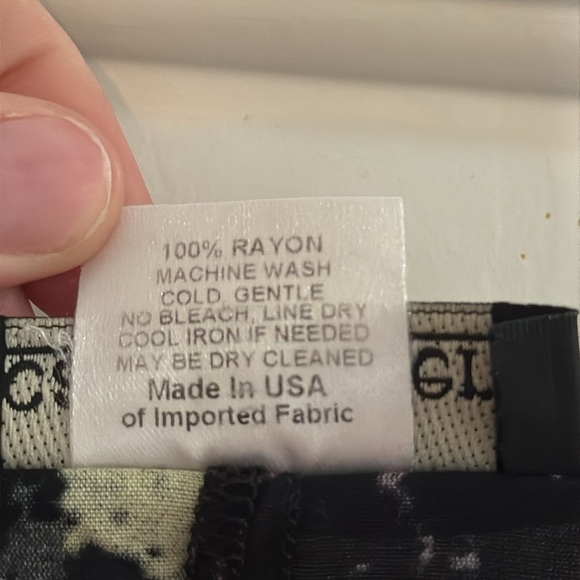 100% RAYON
MACHINE WASH
COLD, GENTLE
NO BLEACH, LINE DRY
COOL IRON IF NEEDED
MAY BE DRY CLEANED
Made In USA
of Imported Fabric